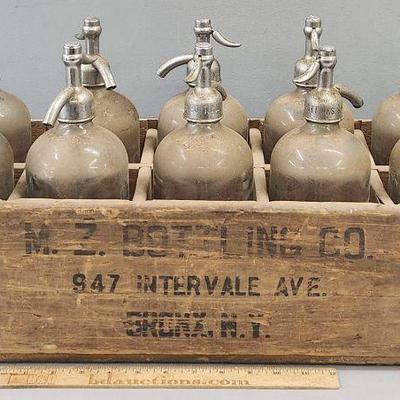 M. Z. BOTTLING CO.
947 INTERVALE AVE.
BRONX, N.Y.
bdauctions.com